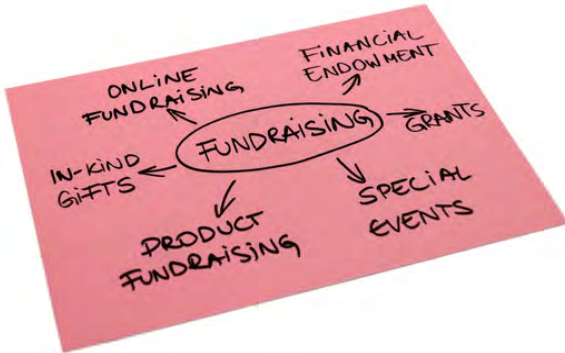 ONLINE
FUNDRAISING
FINANCIAL
ENDOWMENT
FUNDRAISING
GRANTS
IN-KIND
GIFTS
SPECIAL
EVENTS
PRODUCT
FUNDRAISING